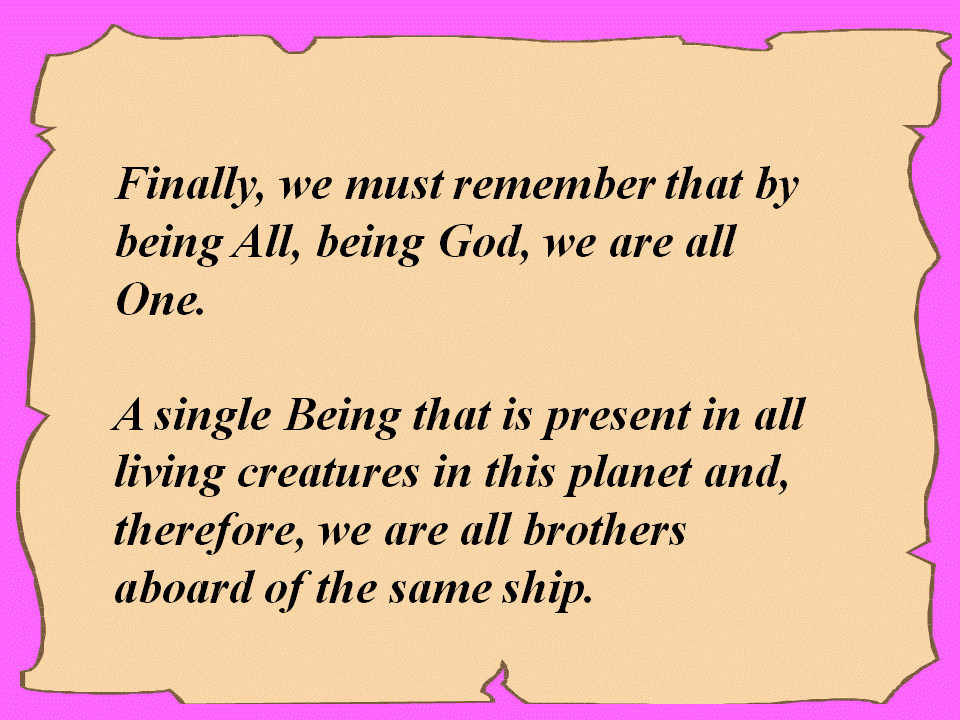 Finally, we must remember that by
being All, being God, we are all
One.
A single Being that is present in all
living creatures in this planet and,
therefore, we are all brothers
aboard of the same ship.